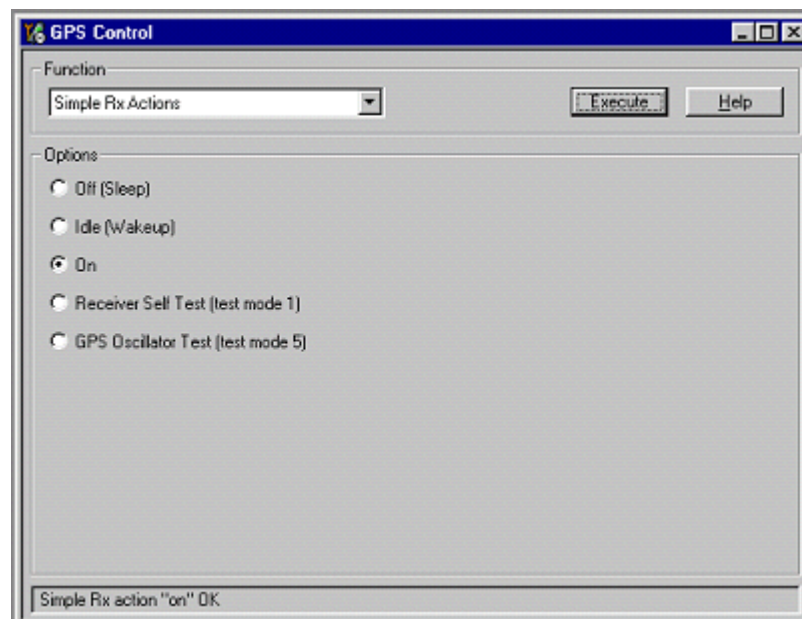 GPS Control
Function
Simple Rx Actions
Execute
Help
Options
Off (Sleep)
Idle (Wakeup)
On
Receiver Self Test (test mode 1)
GPS Oscillator Test (test mode 5)
Simple Rx action "on" OK